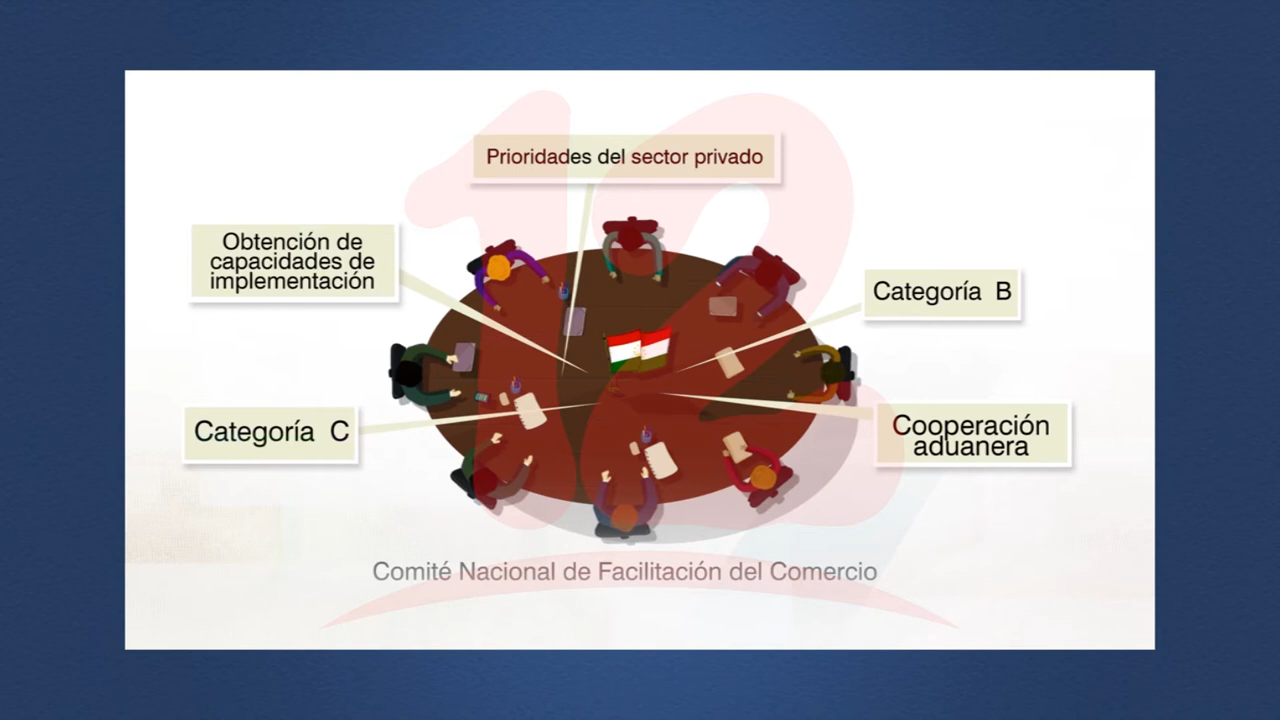 Prioridades del sector privado
Obtención de
capacidades de
implementación
Categoría B
Categoría C
Cooperación
aduanera
Comité Nacional de Facilitación del Comercio
12